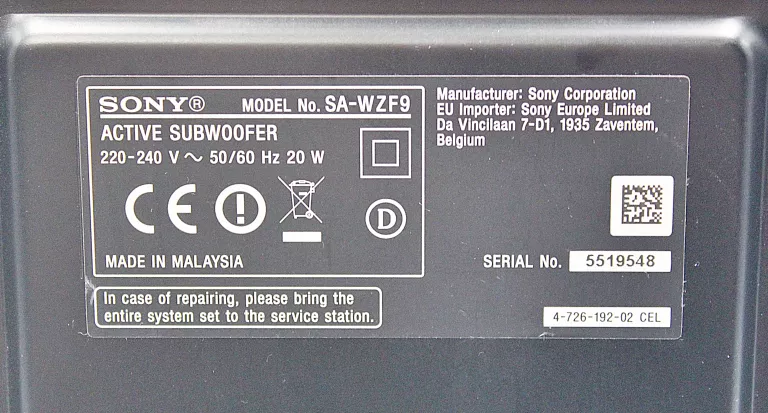 SONY® MODEL No. SA-WZF9
ACTIVE SUBWOOFER
220-240 V ~ 50/60 Hz 20 W
CE
D
MADE IN MALAYSIA
In case of repairing, please bring the
entire system set to the service station.
Manufacturer: Sony Corporation
EU Importer: Sony Europe Limited
Da Vincilaan 7-D1, 1935 Zaventem,
Belgium
SERIAL No. 5519548
4-726-192-02 CEL